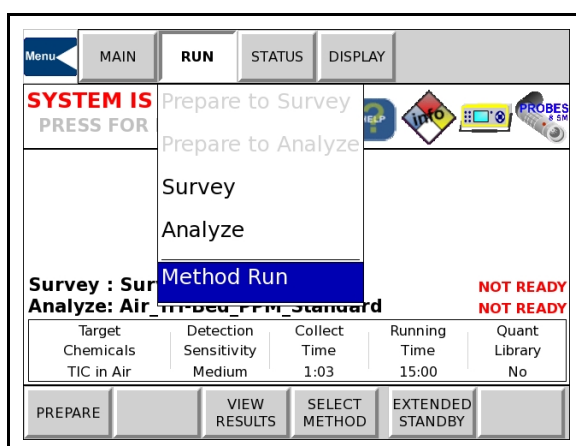 Menu MAIN RUN STATUS DISPLAY
SYSTEM IS
PRESS FOR
Prepare to Survey
Prepare to Analyze
Survey
Analyze
Method Run
HELP info PROBES
& SM
Survey : Sur NOT READY
Analyze: Air_Tri-Bed_PPM_Standard NOT READY
Target Detection Collect Running Quant
Chemicals Sensitivity Time Time Library
TIC in Air Medium 1:03 15:00 No
PREPARE VIEW RESULTS SELECT METHOD EXTENDED STANDBY